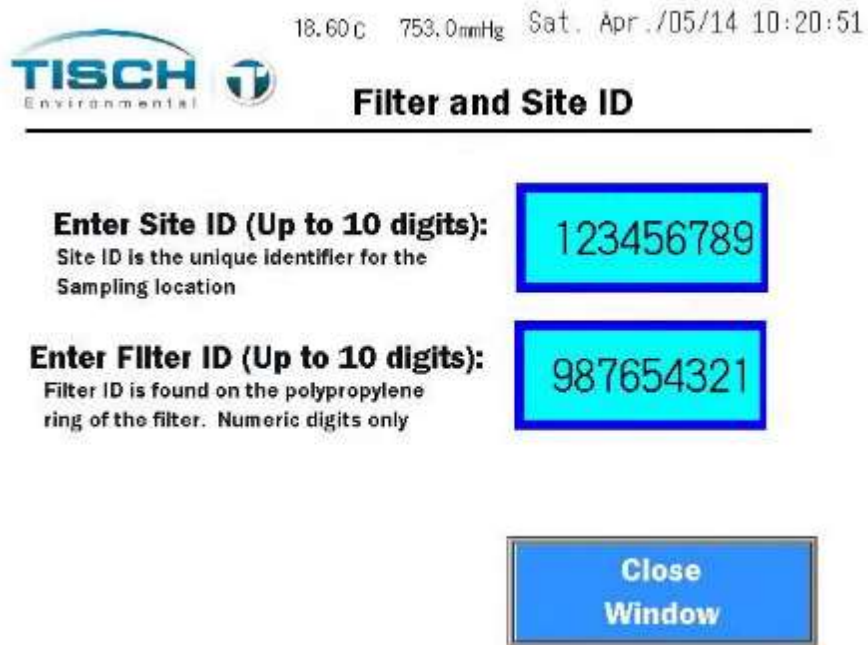 18.60 C 753.0mmHg Sat. Apr./05/14 10:20:51
TISCH
Environmental
Filter and Site ID
Enter Site ID (Up to 10 digits):
Site ID is the unique identifier for the
Sampling location
123456789
Enter Filter ID (Up to 10 digits):
Filter ID is found on the polypropylene
ring of the filter. Numeric digits only
987654321
Close
Window